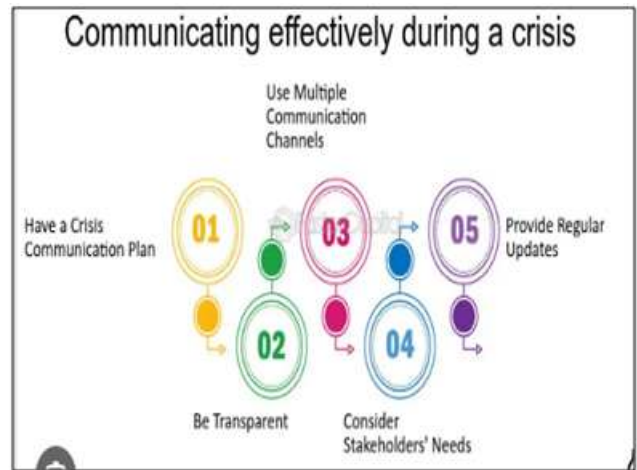 Communicating effectively during a crisis
Use Multiple
Communication
Channels
Have a Crisis
Communication Plan
01
03
05
Provide Regular
Updates
02
04
Be Transparent
Consider
Stakeholders' Needs